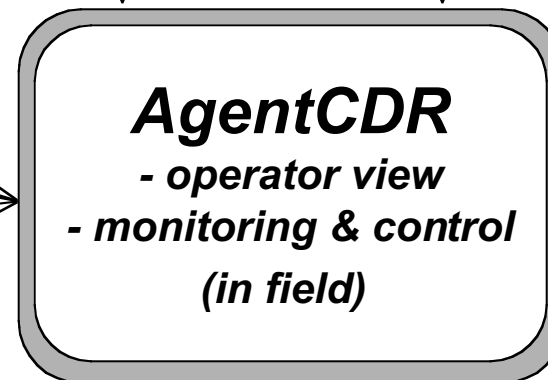 AgentCDR
- operator view
- monitoring & control
(in field)